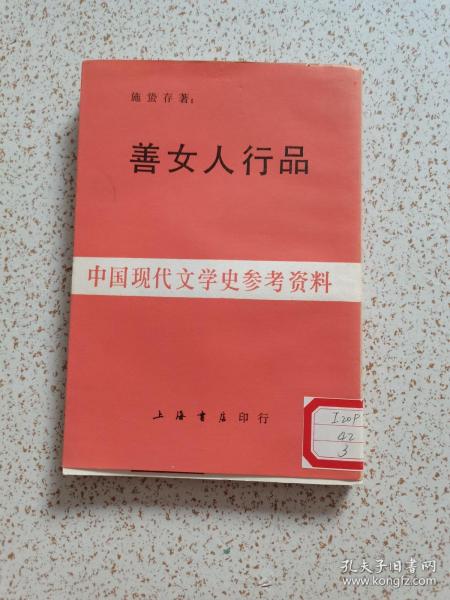 施蛰存著：
善女人行品
中国现代文学史参考资料
上海书店印行
I20P
a2
3
孔夫子旧书网
www.kongfz.com